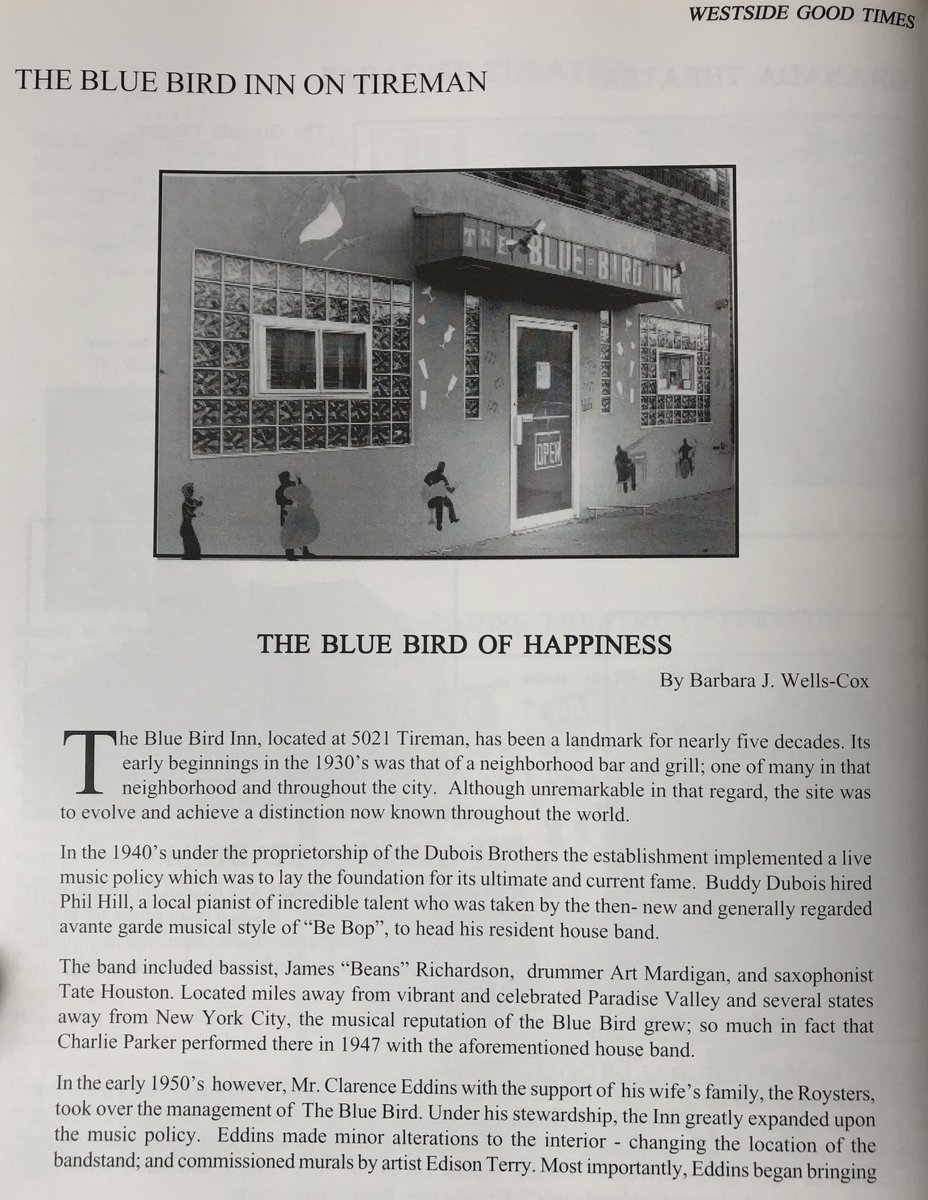 WESTSIDE GOOD TIMES
THE BLUE BIRD INN ON TIREMAN
THE BLUE-BIRD INN
OPEN
THE BLUE BIRD OF HAPPINESS
By Barbara J. Wells-Cox
The Blue Bird Inn, located at 5021 Tireman, has been a landmark for nearly five decades. Its
early beginnings in the 1930's was that of a neighborhood bar and grill; one of many in that
neighborhood and throughout the city. Although unremarkable in that regard, the site was
to evolve and achieve a distinction now known throughout the world.
In the 1940's under the proprietorship of the Dubois Brothers the establishment implemented a live
music policy which was to lay the foundation for its ultimate and current fame. Buddy Dubois hired
Phil Hill, a local pianist of incredible talent who was taken by the then- new and generally regarded
avante garde musical style of “Be Bop”, to head his resident house band.
The band included bassist, James “Beans” Richardson, drummer Art Mardigan, and saxophonist
Tate Houston. Located miles away from vibrant and celebrated Paradise Valley and several states
away from New York City, the musical reputation of the Blue Bird grew; so much in fact that
Charlie Parker performed there in 1947 with the aforementioned house band.
In the early 1950's however, Mr. Clarence Eddins with the support of his wife's family, the Roysters,
took over the management of The Blue Bird. Under his stewardship, the Inn greatly expanded upon
the music policy. Eddins made minor alterations to the interior - changing the location of the
bandstand; and commissioned murals by artist Edison Terry. Most importantly, Eddins began bringing